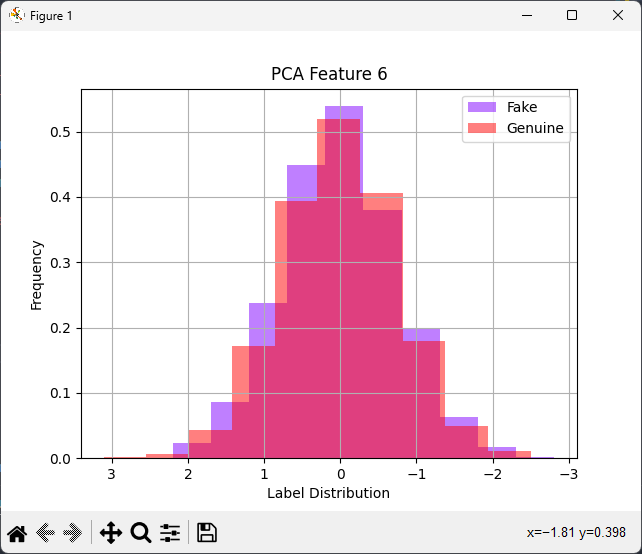 Figure 1
PCA Feature 6
Fake
Genuine
Frequency
0.5
0.4
0.3
0.2
0.1
0.0
3 2 1 0 −1 −2 −3
Label Distribution
x=−1.81 y=0.398